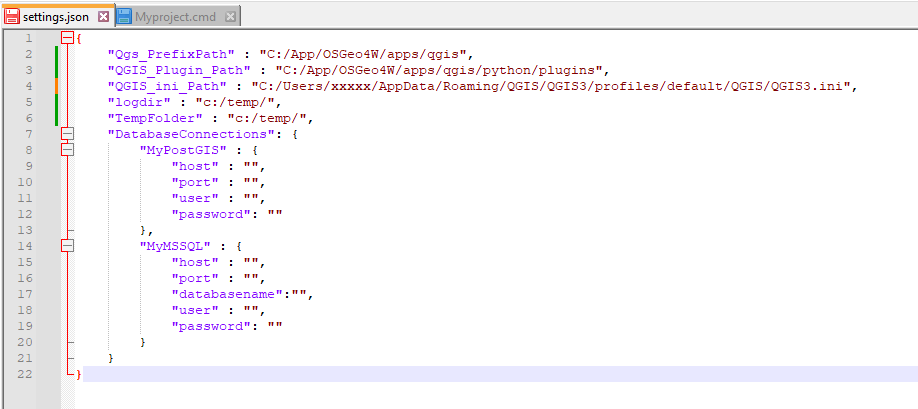 settings.json Myproject.cmd
1 {
2 "Qgs_PrefixPath" : "C:/App/OSGeo4W/apps/qgis",
3 "QGIS_Plugin_Path" : "C:/App/OSGeo4W/apps/qgis/python/plugins",
4 "QGIS_ini_Path" : "C:/Users/xxxxx/AppData/Roaming/QGIS/QGIS3/profiles/default/QGIS/QGIS3.ini",
5 "logdir" : "c:/temp/",
6 "TempFolder" : "c:/temp/",
7 "DatabaseConnections": {
8 "MyPostGIS" : {
9 "host" : "",
10 "port" : "",
11 "user" : "",
12 "password": ""
13 },
14 "MyMSSQL" : {
15 "host" : "",
16 "port" : "",
17 "databasename":"",
18 "user" : "",
19 "password": ""
20 }
21 }
22 }